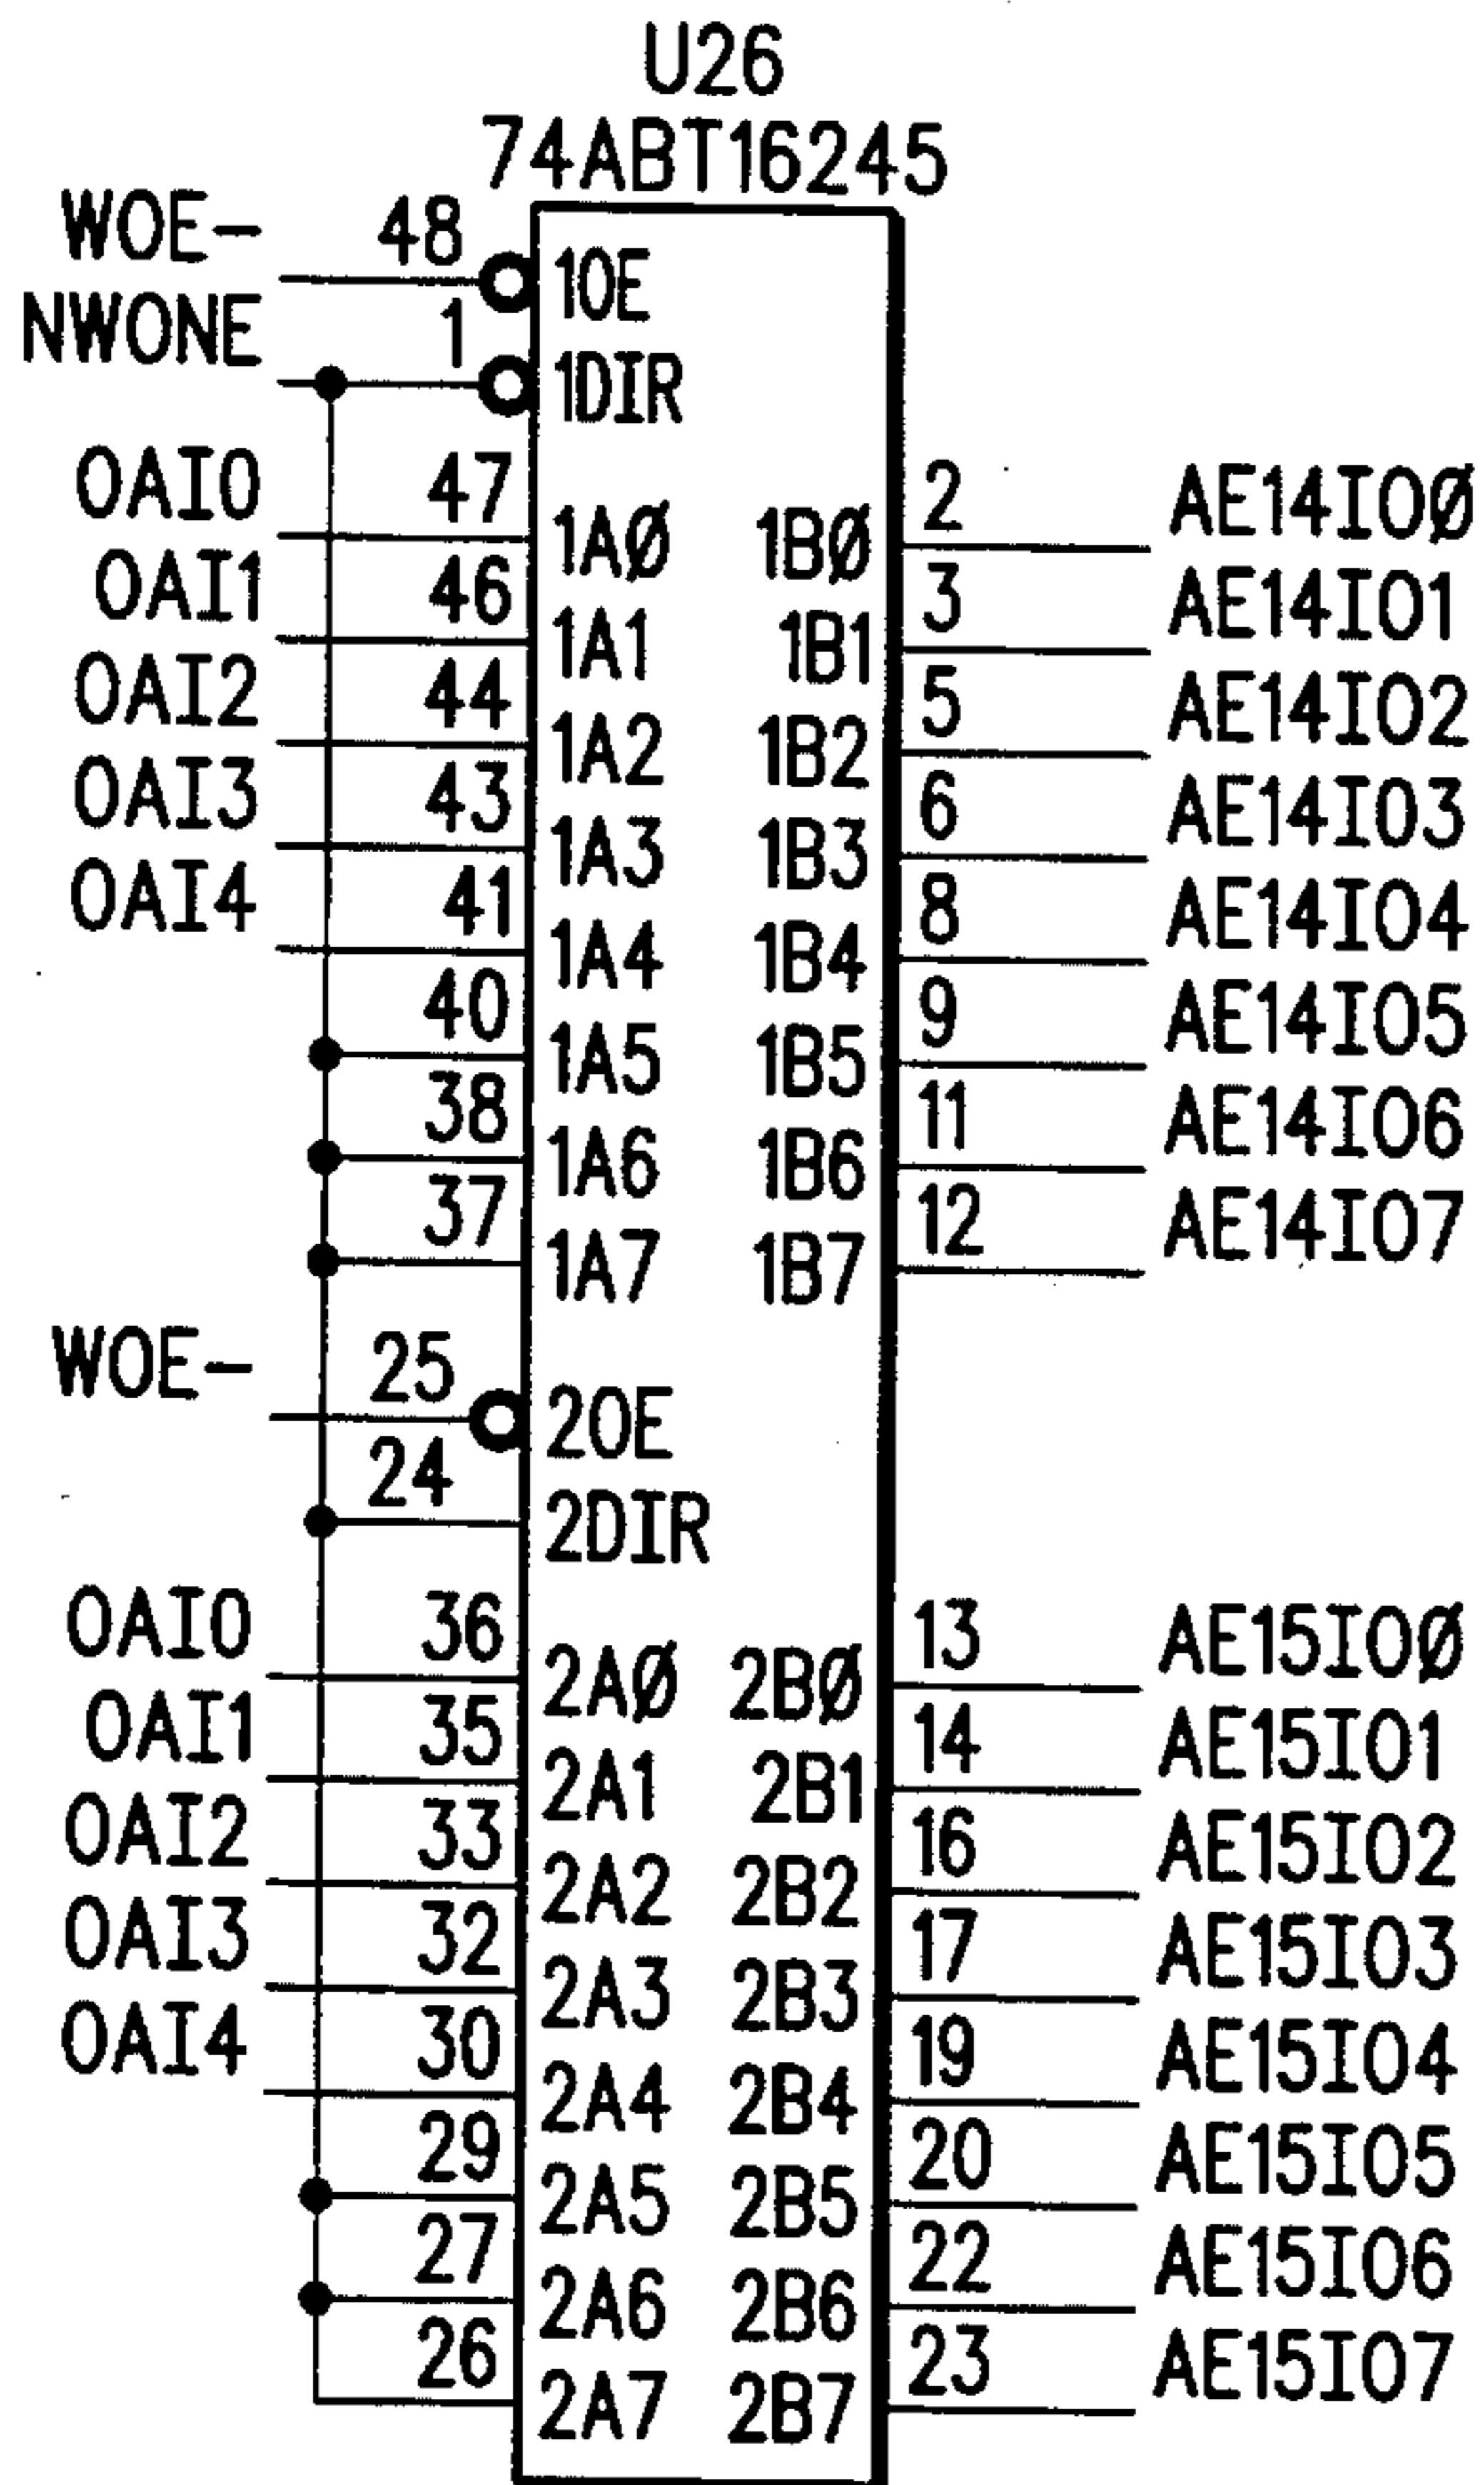 U26
74ABT16245
WOE- 48 1OE
NWONE 1 1DIR
OAI0 47 1AØ 1BØ 2 AE14IOØ
OAI1 46 1A1 1B1 3 AE14IO1
OAI2 44 1A2 1B2 5 AE14IO2
OAI3 43 1A3 1B3 6 AE14IO3
OAI4 41 1A4 1B4 8 AE14IO4
40 1A5 1B5 9 AE14IO5
38 1A6 1B6 11 AE14IO6
37 1A7 1B7 12 AE14IO7
WOE- 25 2OE
24 2DIR
OAI0 36 2AØ 2BØ 13 AE15IOØ
OAI1 35 2A1 2B1 14 AE15IO1
OAI2 33 2A2 2B2 16 AE15IO2
OAI3 32 2A3 2B3 17 AE15IO3
OAI4 30 2A4 2B4 19 AE15IO4
29 2A5 2B5 20 AE15IO5
27 2A6 2B6 22 AE15IO6
26 2A7 2B7 23 AE15IO7